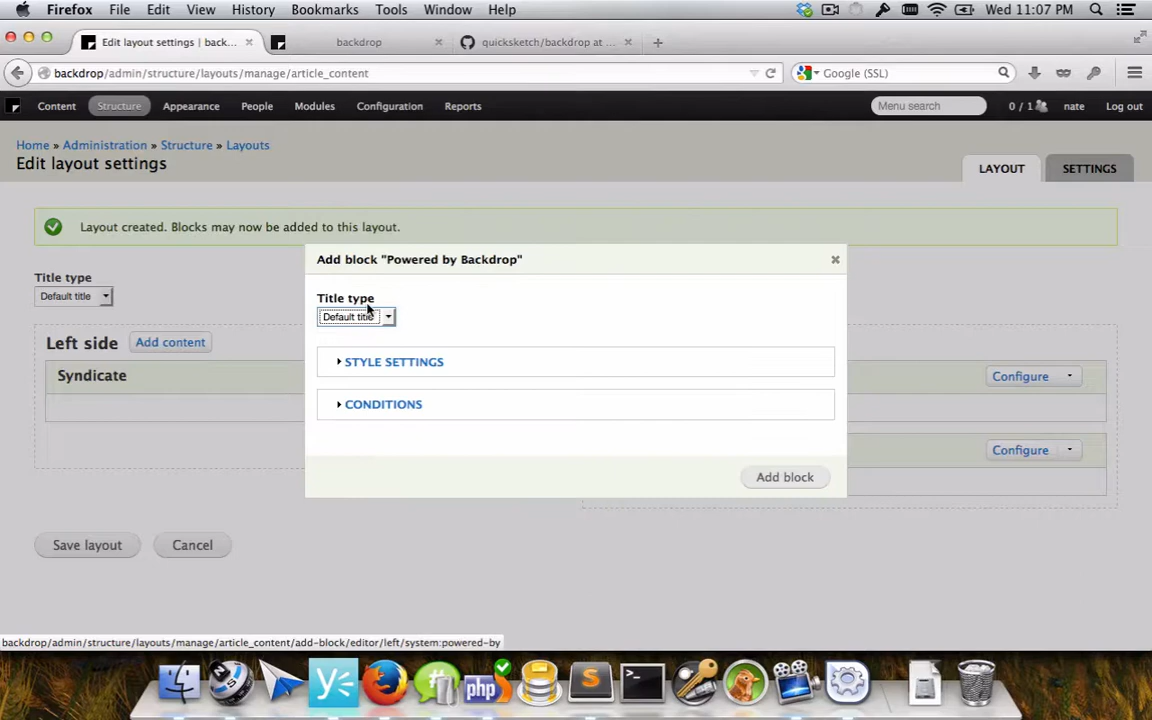 Firefox File Edit View History Bookmarks Tools Window Help Wed 11:07 PM
Edit layout settings | back... backdrop quicksketch/backdrop at ...
backdrop/admin/structure/layouts/manage/article_content Google (SSL)
Content Structure Appearance People Modules Configuration Reports Menu search 0 / 1 nate Log out
Home » Administration » Structure » Layouts
Edit layout settings
LAYOUT SETTINGS
Layout created. Blocks may now be added to this layout.
Add block "Powered by Backdrop"
Title type
Default title
Title type
Default title
Left side Add content
STYLE SETTINGS
Syndicate
Configure
CONDITIONS
Configure
Add block
Save layout Cancel
backdrop/admin/structure/layouts/manage/article_content/add-block/editor/left/system:powered-by
php